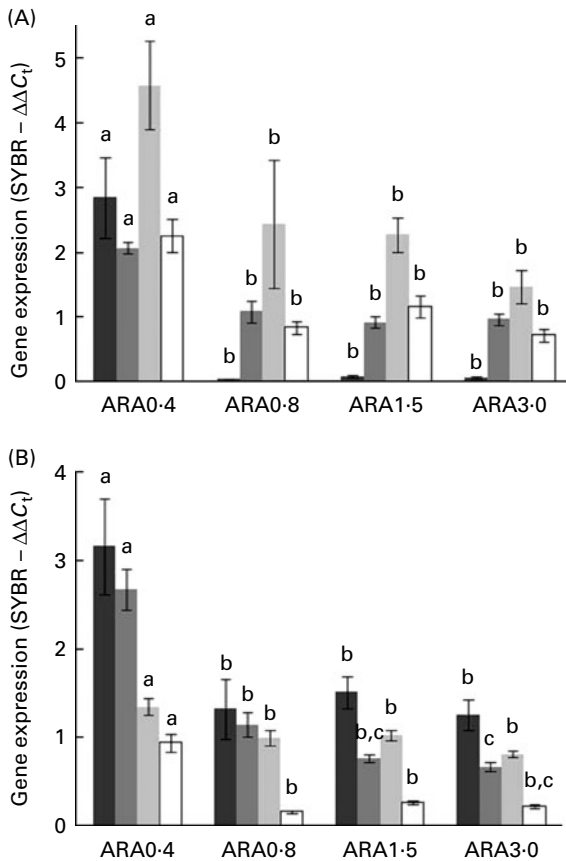 (A)
Gene expression (SYBR – ΔΔCt)
5
4
3
2
1
0
a
a
a
a
b
b
b
b
b
b
b
b
b
b
b
b
ARA0·4
ARA0·8
ARA1·5
ARA3·0
(B)
Gene expression (SYBR – ΔΔCt)
4
3
2
1
0
a
a
a
a
b
b
b
b
b
b,c
b
b
b
c
b
b,c
ARA0·4
ARA0·8
ARA1·5
ARA3·0